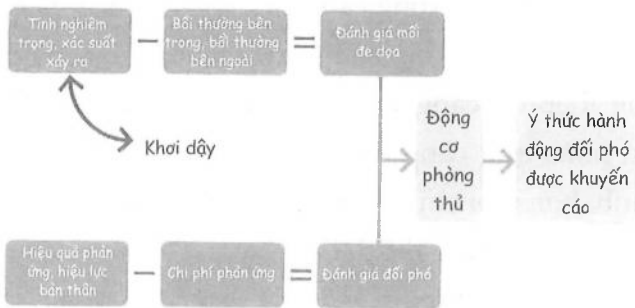 Tính nghiêm
trọng, xác suất
xảy ra
Bồi thường bên
trong, bồi thường
bên ngoài
Đánh giá mối
đe dọa
Khơi dậy
Động
cơ
phòng
thủ
Ý thức hành
động đối phó
được khuyến
cáo
Hiệu quả phản
ứng, hiệu lực
bản thân
Chi phí phản ứng
Đánh giá đối phó